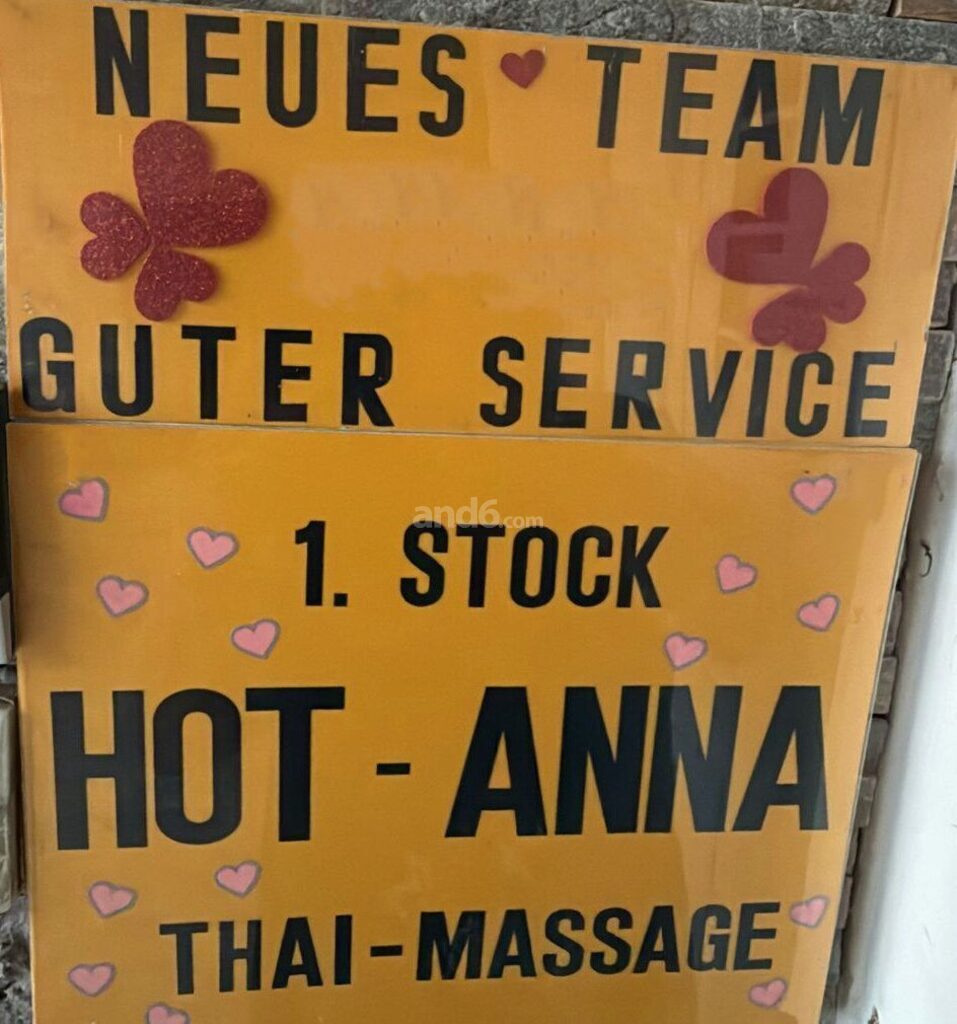 NEUES TEAM
GUTER SERVICE
and6.com
1. STOCK
HOT - ANNA
THAI-MASSAGE